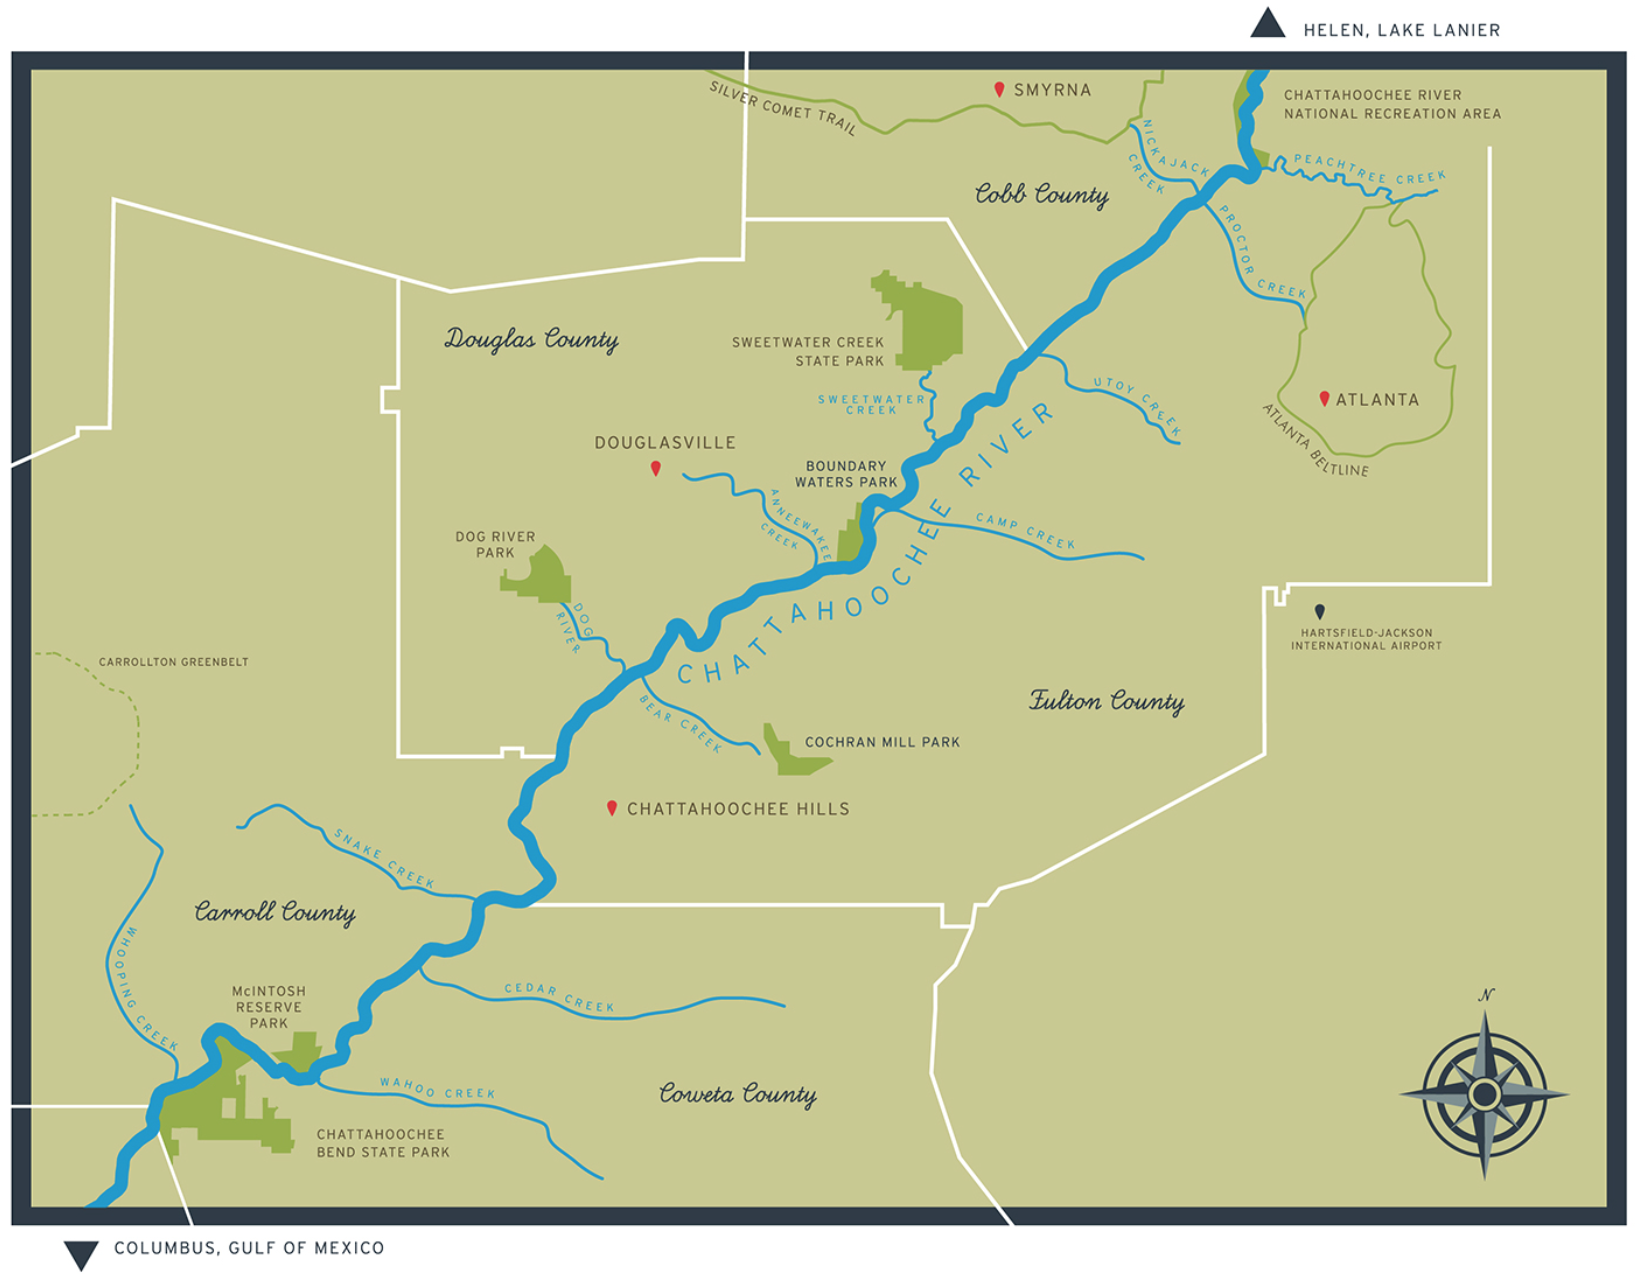 HELEN, LAKE LANIER
SMYRNA
SILVER COMET TRAIL
CHATTAHOOCHEE RIVER
NATIONAL RECREATION AREA
NICKAJACK
CREEK
PEACHTREE CREEK
Cobb County
PROCTOR CREEK
Douglas County
SWEETWATER CREEK
STATE PARK
SWEETWATER
CREEK
UTOY CREEK
ATLANTA
ATLANTA BELTLINE
DOUGLASVILLE
BOUNDARY
WATERS PARK
ANNEEWAKEE
CREEK
CAMP CREEK
CHATTAHOOCHEE RIVER
DOG RIVER
PARK
DOG
RIVER
HARTSFIELD-JACKSON
INTERNATIONAL AIRPORT
CARROLLTON GREENBELT
BEAR CREEK
Fulton County
COCHRAN MILL PARK
CHATTAHOOCHEE HILLS
SNAKE CREEK
Carroll County
WHOOPING CREEK
McINTOSH
RESERVE
PARK
CEDAR CREEK
N
WAHOO CREEK
Coweta County
CHATTAHOOCHEE
BEND STATE PARK
COLUMBUS, GULF OF MEXICO